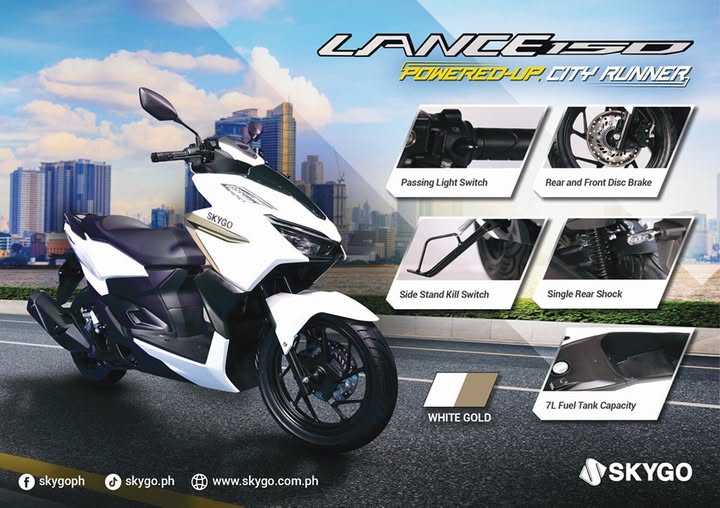 LANCE150
POWERED-UP. CITY RUNNER.
Passing Light Switch
Rear and Front Disc Brake
SKYGO
Side Stand Kill Switch
Single Rear Shock
7L Fuel Tank Capacity
WHITE GOLD
skygoph
skygo.ph
www.skygo.com.ph
SKYGO